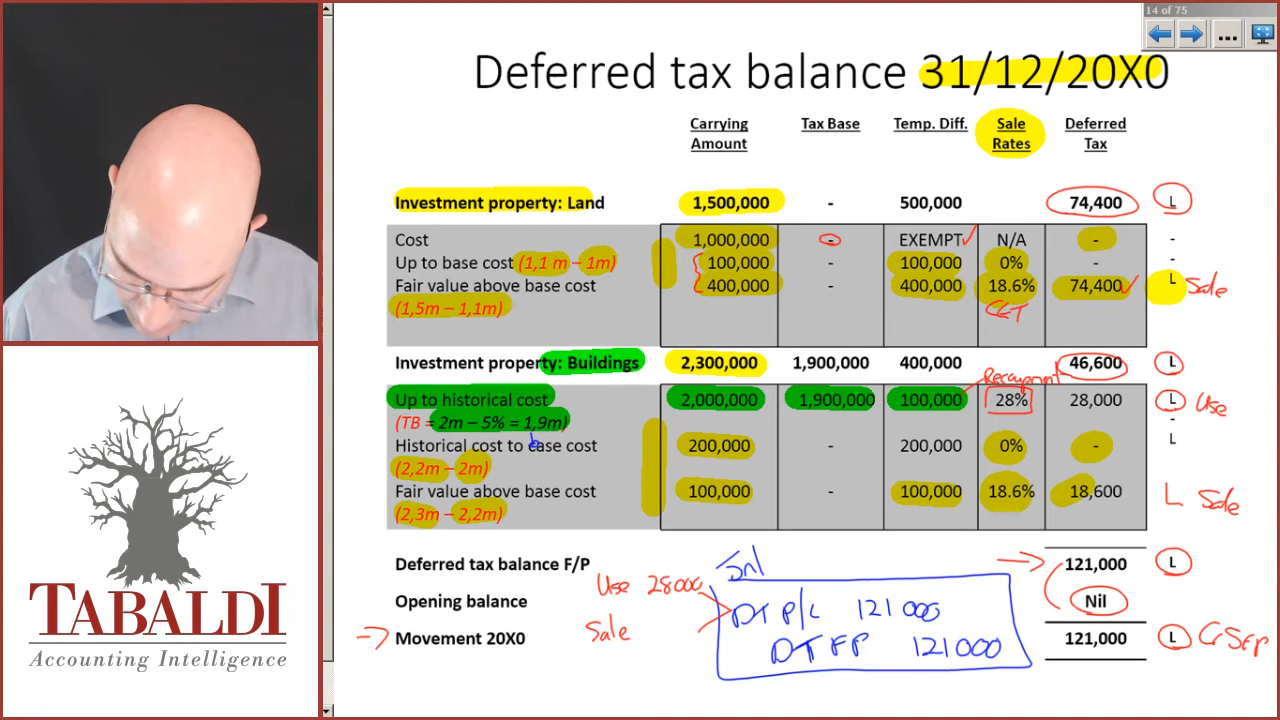 14 of 75
Deferred tax balance 31/12/20X0
Carrying Amount Tax Base Temp. Diff. Sale Rates Deferred Tax
Investment property: Land 1,500,000 - 500,000 74,400 L
Cost 1,000,000 - EXEMPT N/A - -
Up to base cost (1,1 m – 1m) 100,000 - 100,000 0% - -
Fair value above base cost 400,000 - 400,000 18.6% 74,400 L Sale
(1,5m – 1,1m) CGT
Investment property: Buildings 2,300,000 1,900,000 400,000 46,600 L
Recoupment
Up to historical cost 2,000,000 1,900,000 100,000 28% 28,000 L Use
(TB = 2m – 5% = 1,9m) -
Historical cost to base cost 200,000 - 200,000 0% - L
(2,2m – 2m)
Fair value above base cost 100,000 - 100,000 18.6% 18,600 L Sale
(2,3m – 2,2m)
Deferred tax balance F/P 121,000 L
Jnl
Use 28000
Opening balance Nil
DT P/L 121 000
Sale
Movement 20X0 121,000 L Cr SFP
DT FP 121 000
TABALDI
Accounting Intelligence